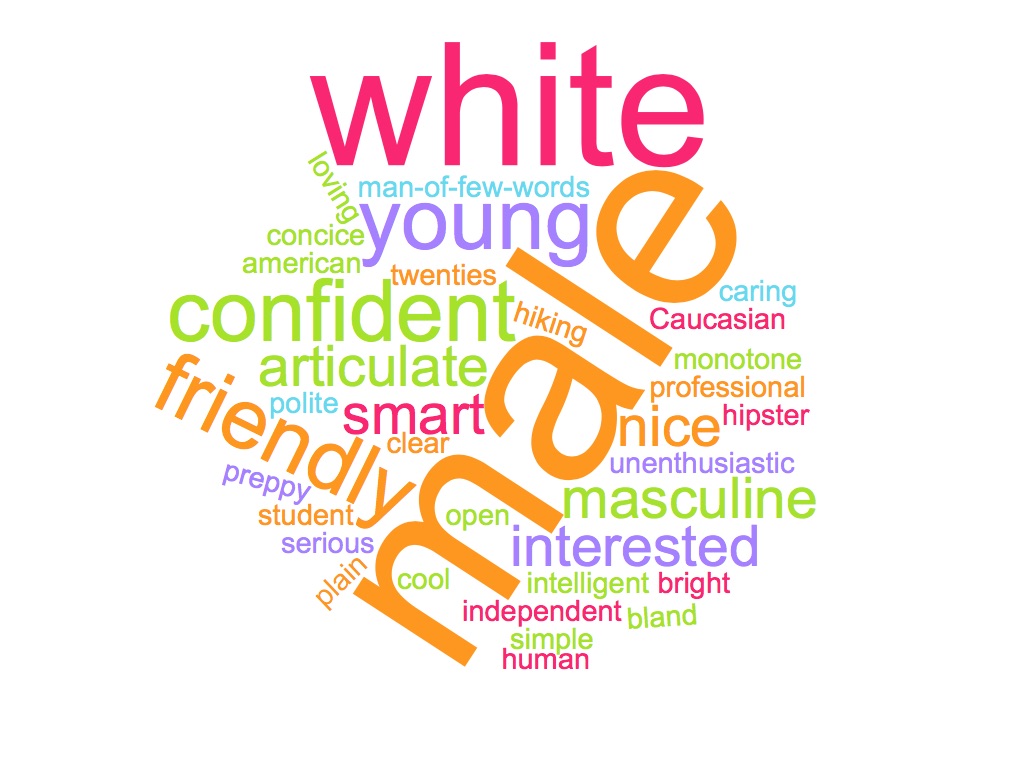 white
loving
man-of-few-words
young
concice
american
twenties
male
caring
confident
hiking
Caucasian
articulate
monotone
friendly
professional
polite
smart
nice
hipster
clear
unenthusiastic
preppy
masculine
student
open
interested
serious
plain
cool
intelligent
bright
independent
bland
simple
human